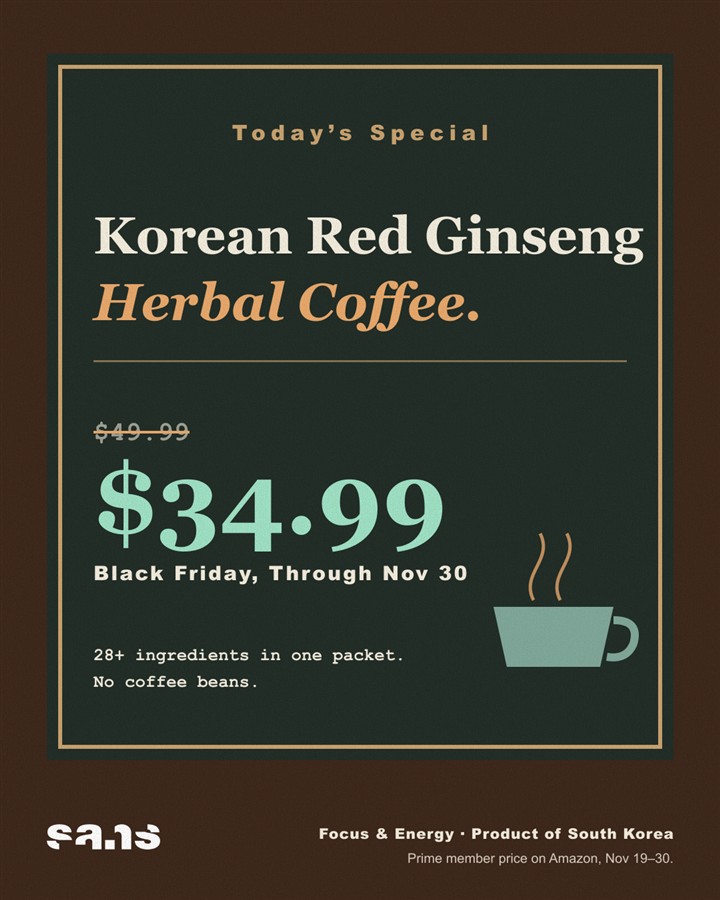 Today’s Special
Korean Red Ginseng
Herbal Coffee.
$49.99
$34.99
Black Friday, Through Nov 30
28+ ingredients in one packet.
No coffee beans.
sans
Focus & Energy · Product of South Korea
Prime member price on Amazon, Nov 19–30.